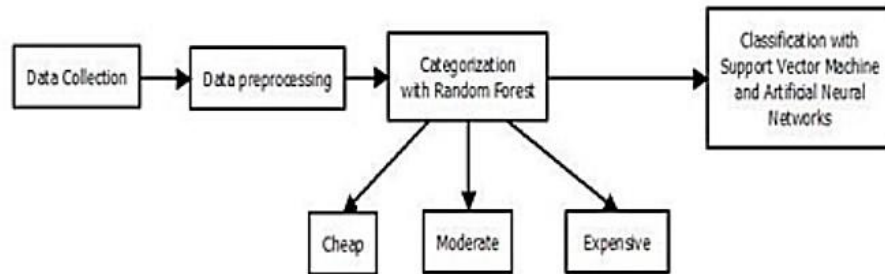 Data Collection
Data preprocessing
Categorization
with Random Forest
Classification with
Support Vector Machine
and Artificial Neural
Networks
Cheap
Moderate
Expensive